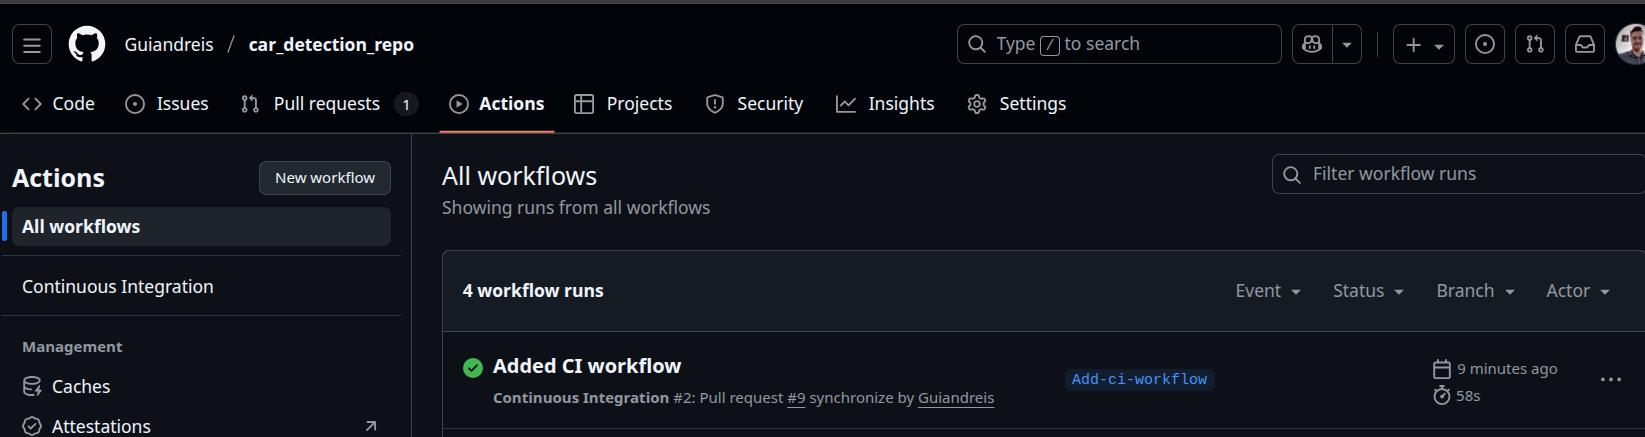 Guiandreis / car_detection_repo
Type / to search
Code
Issues
Pull requests 1
Actions
Projects
Security
Insights
Settings
Actions
New workflow
All workflows
Continuous Integration
Management
Caches
Attestations
All workflows
Showing runs from all workflows
Filter workflow runs
4 workflow runs
Event
Status
Branch
Actor
Added CI workflow
Continuous Integration #2: Pull request #9 synchronize by Guiandreis
Add-ci-workflow
9 minutes ago
58s